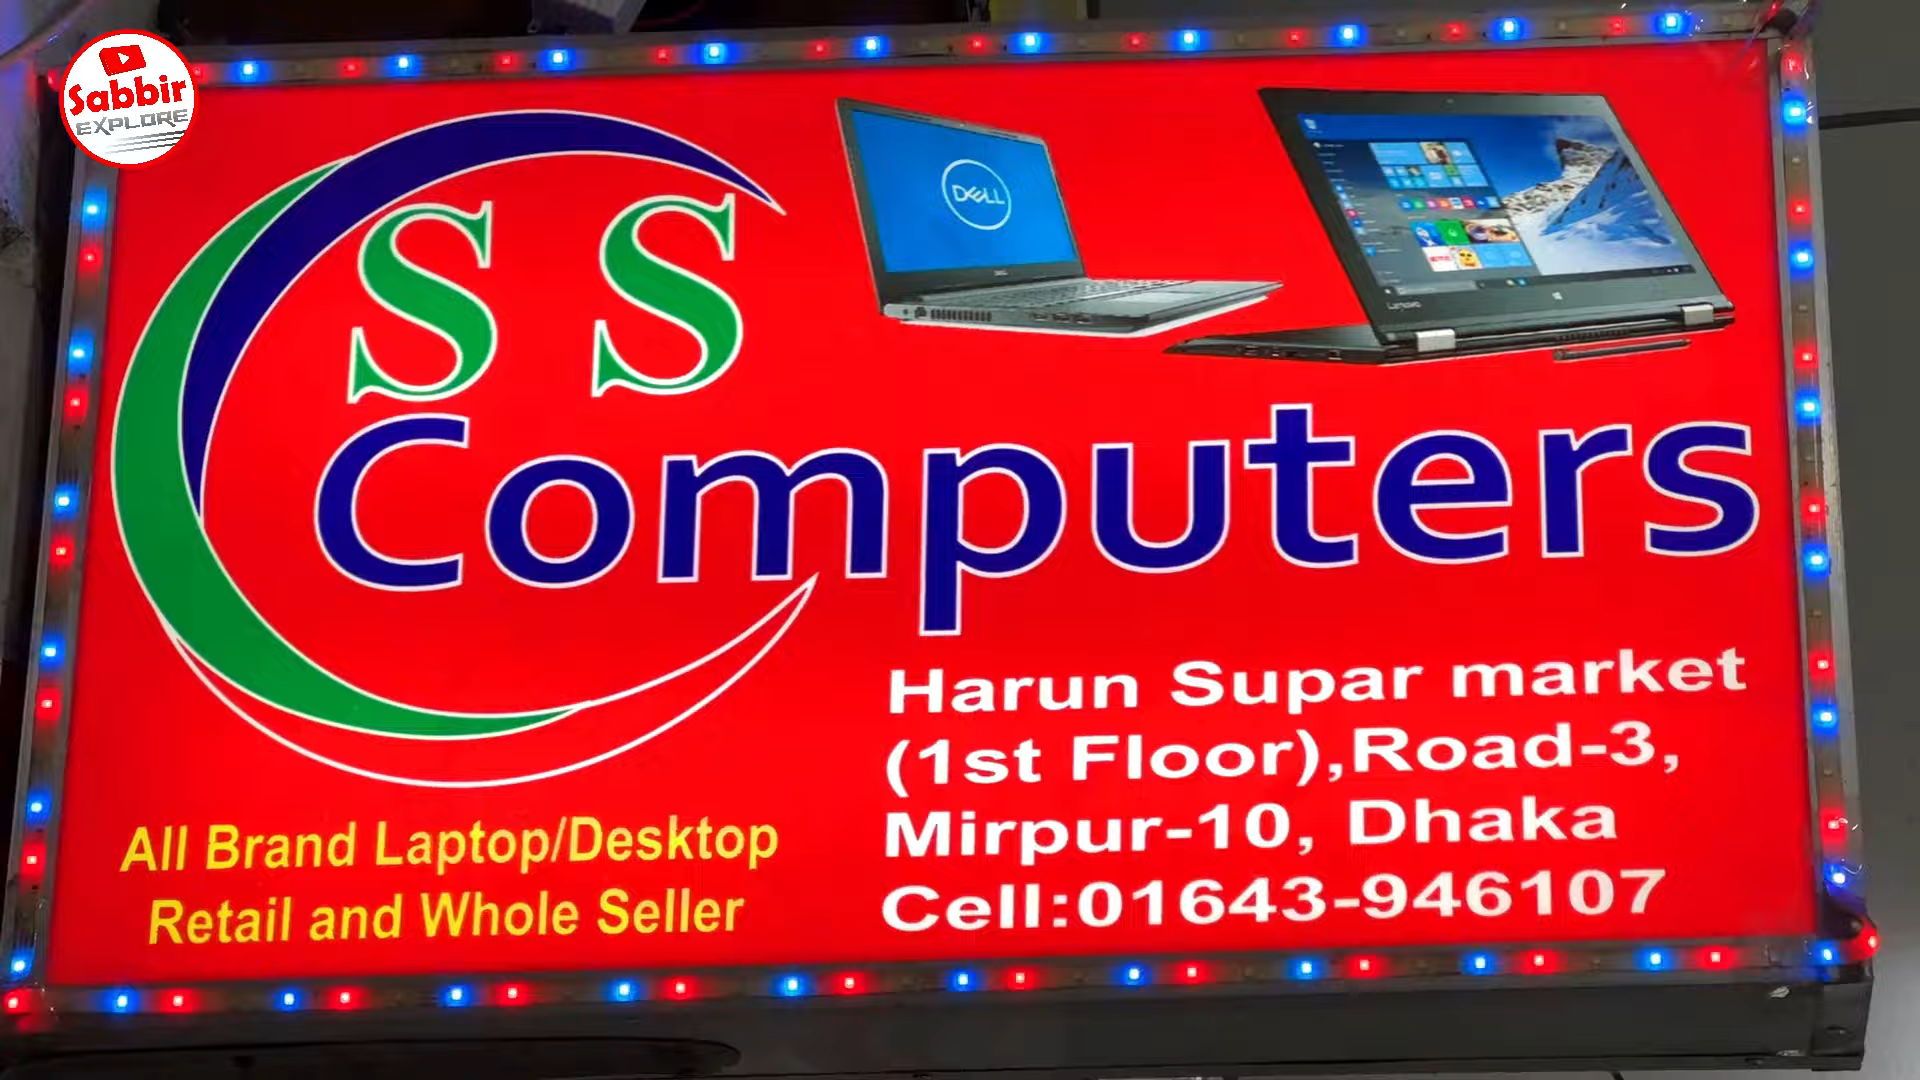 Sabbir
EXPLORE
S S
Computers
DELL
Lenovo
Harun Supar market
(1st Floor),Road-3,
Mirpur-10, Dhaka
Cell:01643-946107
All Brand Laptop/Desktop
Retail and Whole Seller